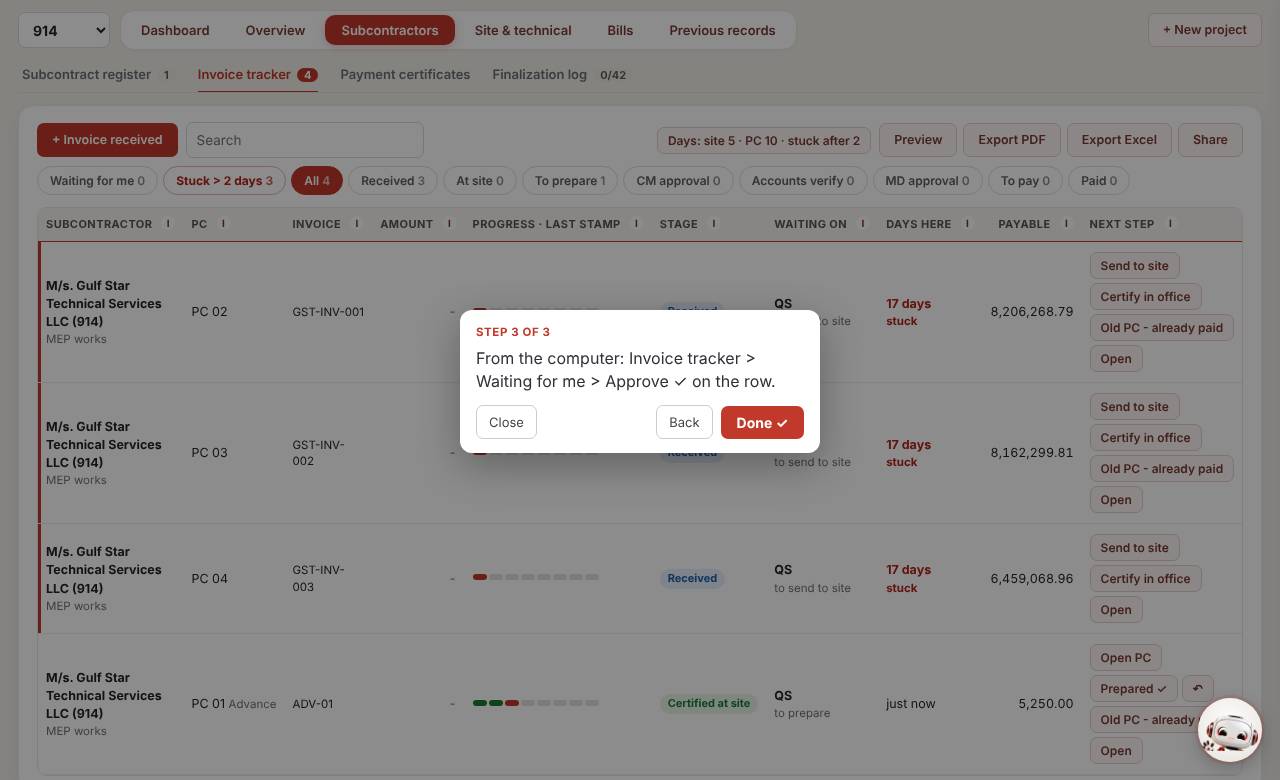 914
Dashboard
Overview
Subcontractors
Site & technical
Bills
Previous records
+ New project
Subcontract register 1
Invoice tracker 4
Payment certificates
Finalization log 0/42
+ Invoice received
Search
Days: site 5 · PC 10 · stuck after 2
Preview
Export PDF
Export Excel
Share
Waiting for me 0
Stuck > 2 days 3
All 4
Received 3
At site 0
To prepare 1
CM approval 0
Accounts verify 0
MD approval 0
To pay 0
Paid 0
SUBCONTRACTOR I
PC I
INVOICE I
AMOUNT I
PROGRESS · LAST STAMP I
STAGE I
WAITING ON I
DAYS HERE I
PAYABLE I
NEXT STEP I
M/s. Gulf Star
Technical Services
LLC (914)
MEP works
PC 02
GST-INV-001
-
QS
to site
17 days
stuck
8,206,268.79
Send to site
Certify in office
Old PC - already paid
Open
STEP 3 OF 3
From the computer: Invoice tracker >
Waiting for me > Approve ✓ on the row.
Close
Back
Done ✓
M/s. Gulf Star
Technical Services
LLC (914)
MEP works
PC 03
GST-INV-
002
-
Received
to send to site
17 days
stuck
8,162,299.81
Send to site
Certify in office
Old PC - already paid
Open
M/s. Gulf Star
Technical Services
LLC (914)
MEP works
PC 04
GST-INV-
003
-
Received
QS
to send to site
17 days
stuck
6,459,068.96
Send to site
Certify in office
Open
M/s. Gulf Star
Technical Services
LLC (914)
MEP works
PC 01 Advance
ADV-01
-
Certified at site
QS
to prepare
just now
5,250.00
Open PC
Prepared ✓
↶
Old PC - already
Open